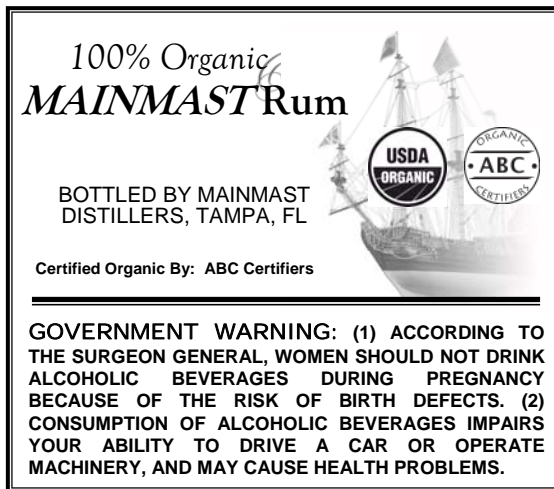 100% Organic
MAINMAST Rum
USDA
ORGANIC
ORGANIC
ABC
CERTIFIERS
BOTTLED BY MAINMAST
DISTILLERS, TAMPA, FL
Certified Organic By: ABC Certifiers
GOVERNMENT WARNING: (1) ACCORDING TO
THE SURGEON GENERAL, WOMEN SHOULD NOT DRINK
ALCOHOLIC BEVERAGES DURING PREGNANCY
BECAUSE OF THE RISK OF BIRTH DEFECTS. (2)
CONSUMPTION OF ALCOHOLIC BEVERAGES IMPAIRS
YOUR ABILITY TO DRIVE A CAR OR OPERATE
MACHINERY, AND MAY CAUSE HEALTH PROBLEMS.